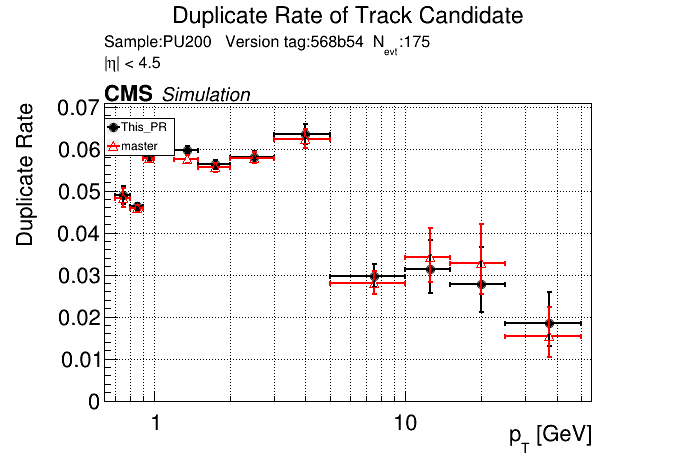 Duplicate Rate of Track Candidate
Sample:PU200 Version tag:568b54 N_evt:175
|η| < 4.5
CMS Simulation
Duplicate Rate
0.07
0.06
0.05
0.04
0.03
0.02
0.01
0
This_PR
master
1
10
p_T [GeV]